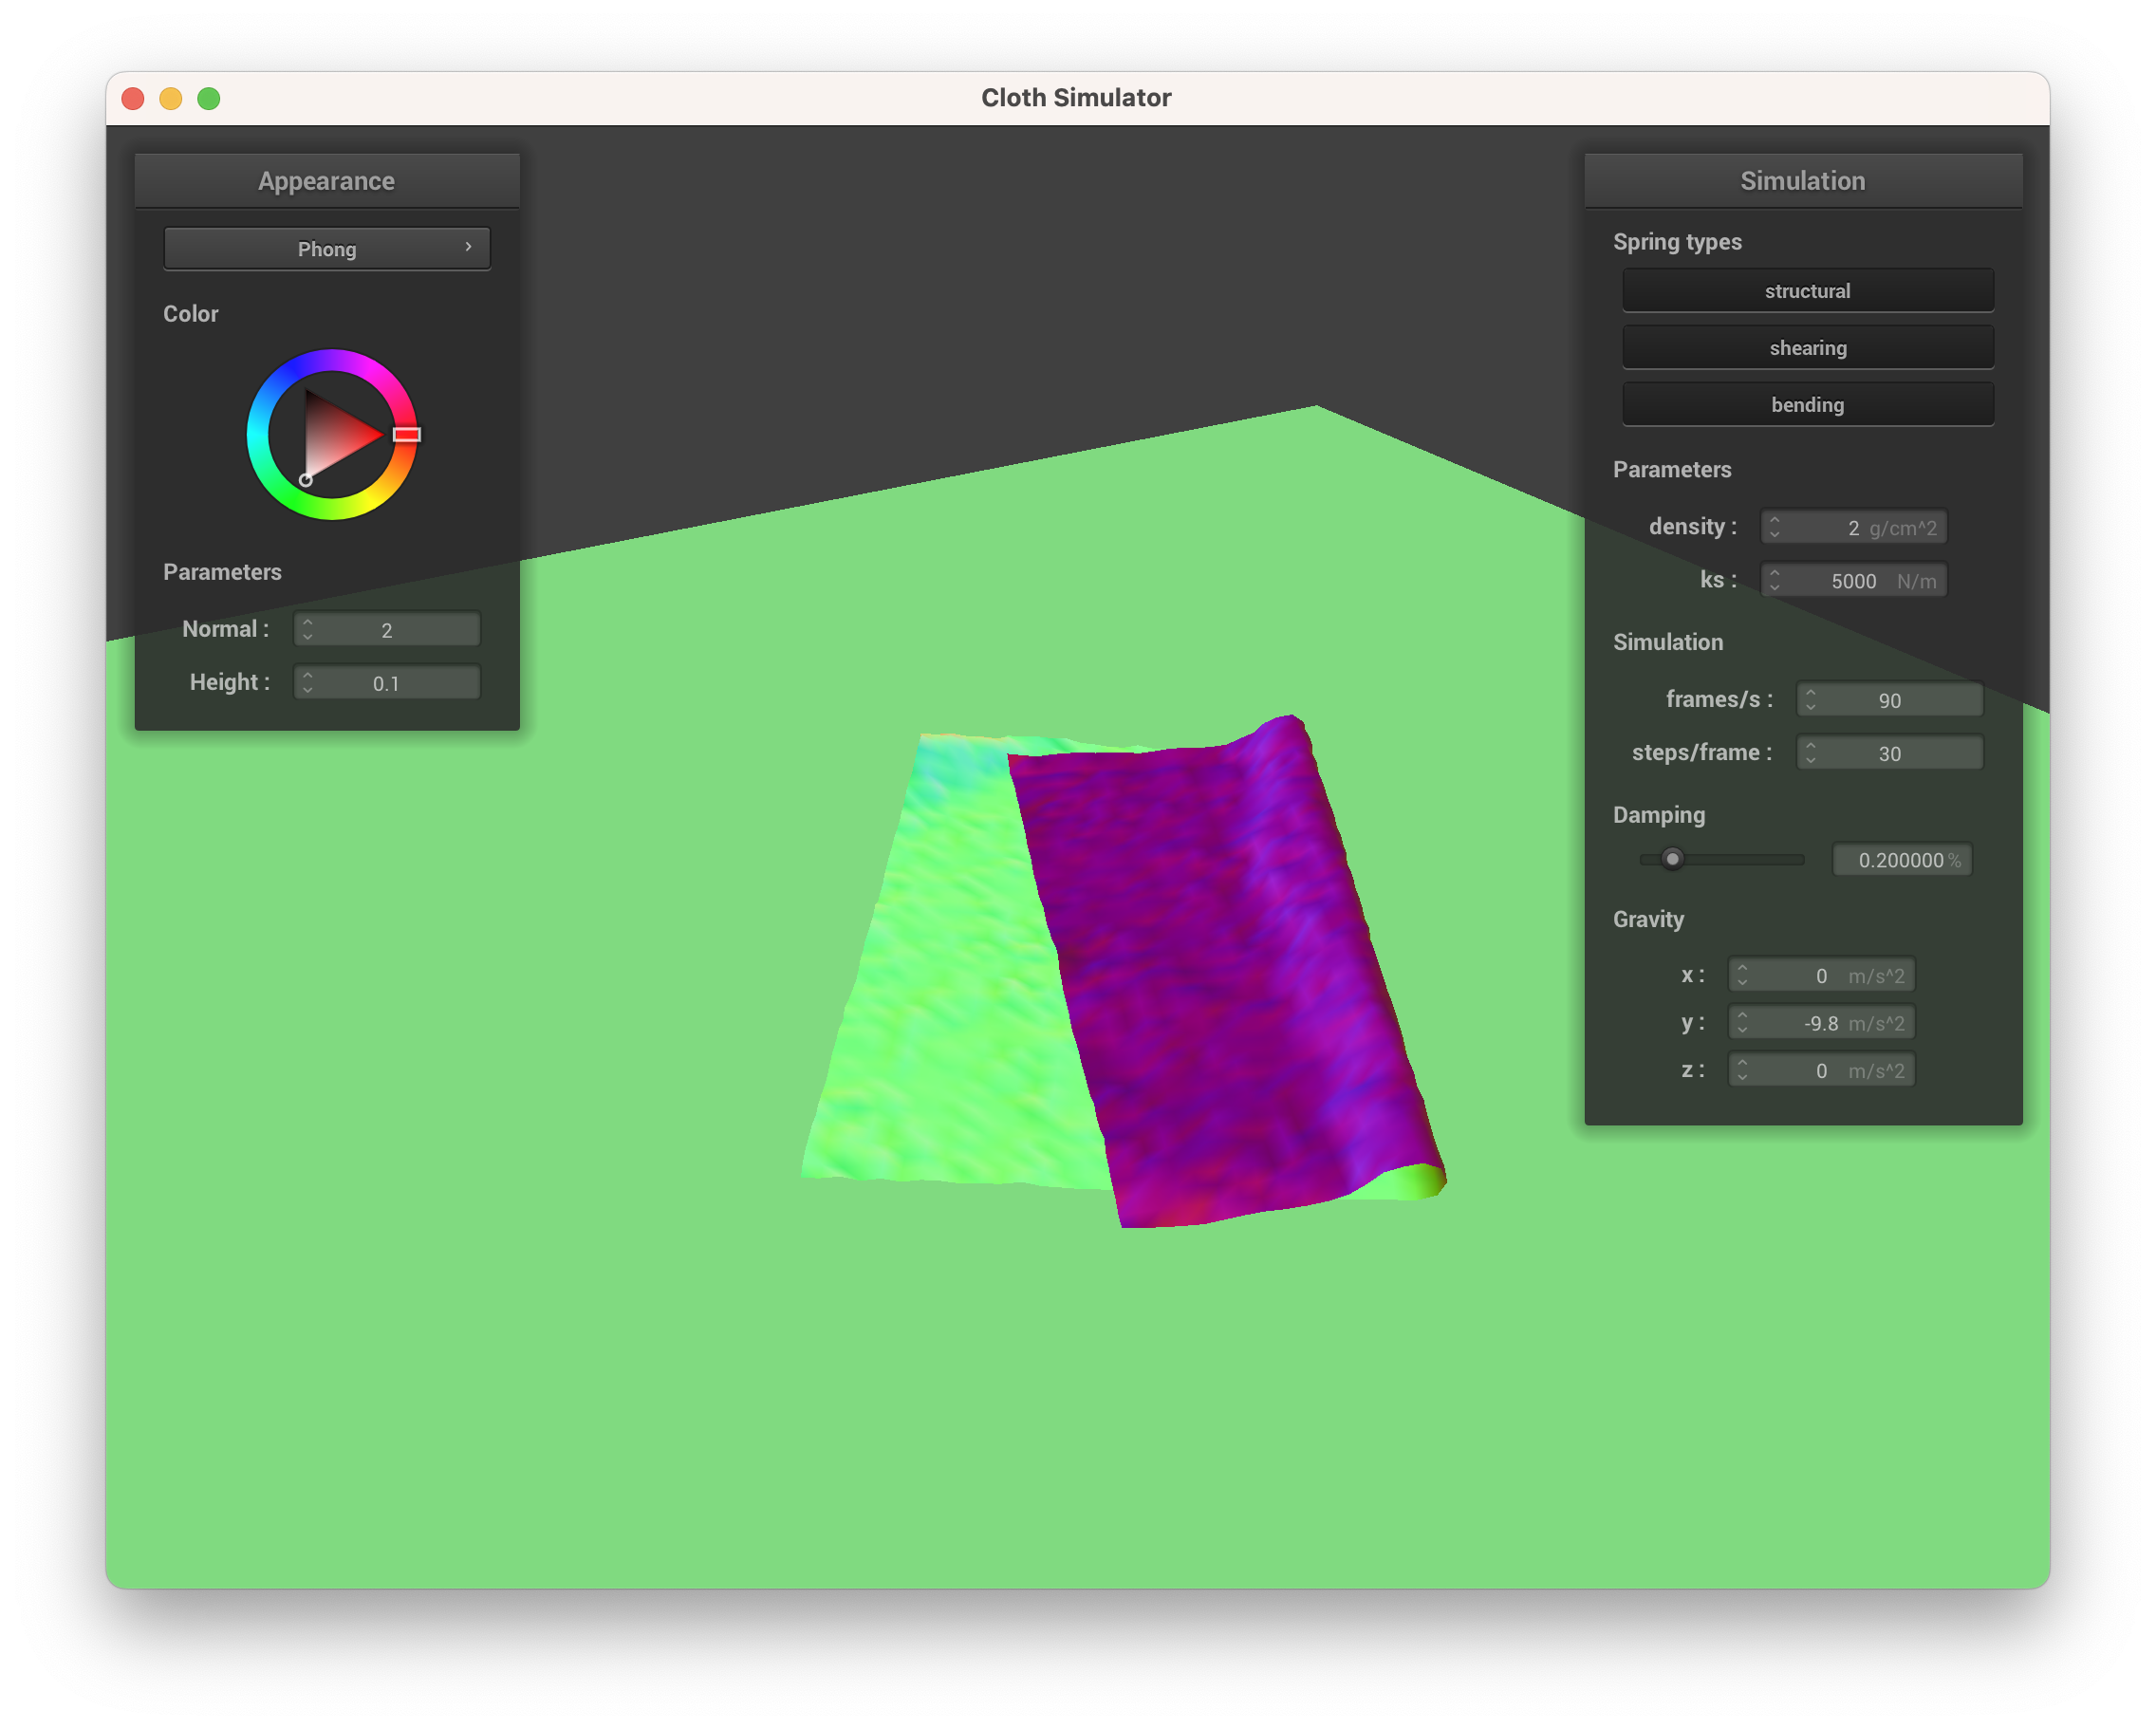 Cloth Simulator
Appearance
Phong
Color
Parameters
Normal : 2
Height : 0.1
Simulation
Spring types
structural
shearing
bending
Parameters
density : 2 g/cm^2
ks : 5000 N/m
Simulation
frames/s : 90
steps/frame : 30
Damping
0.200000 %
Gravity
x : 0 m/s^2
y : -9.8 m/s^2
z : 0 m/s^2